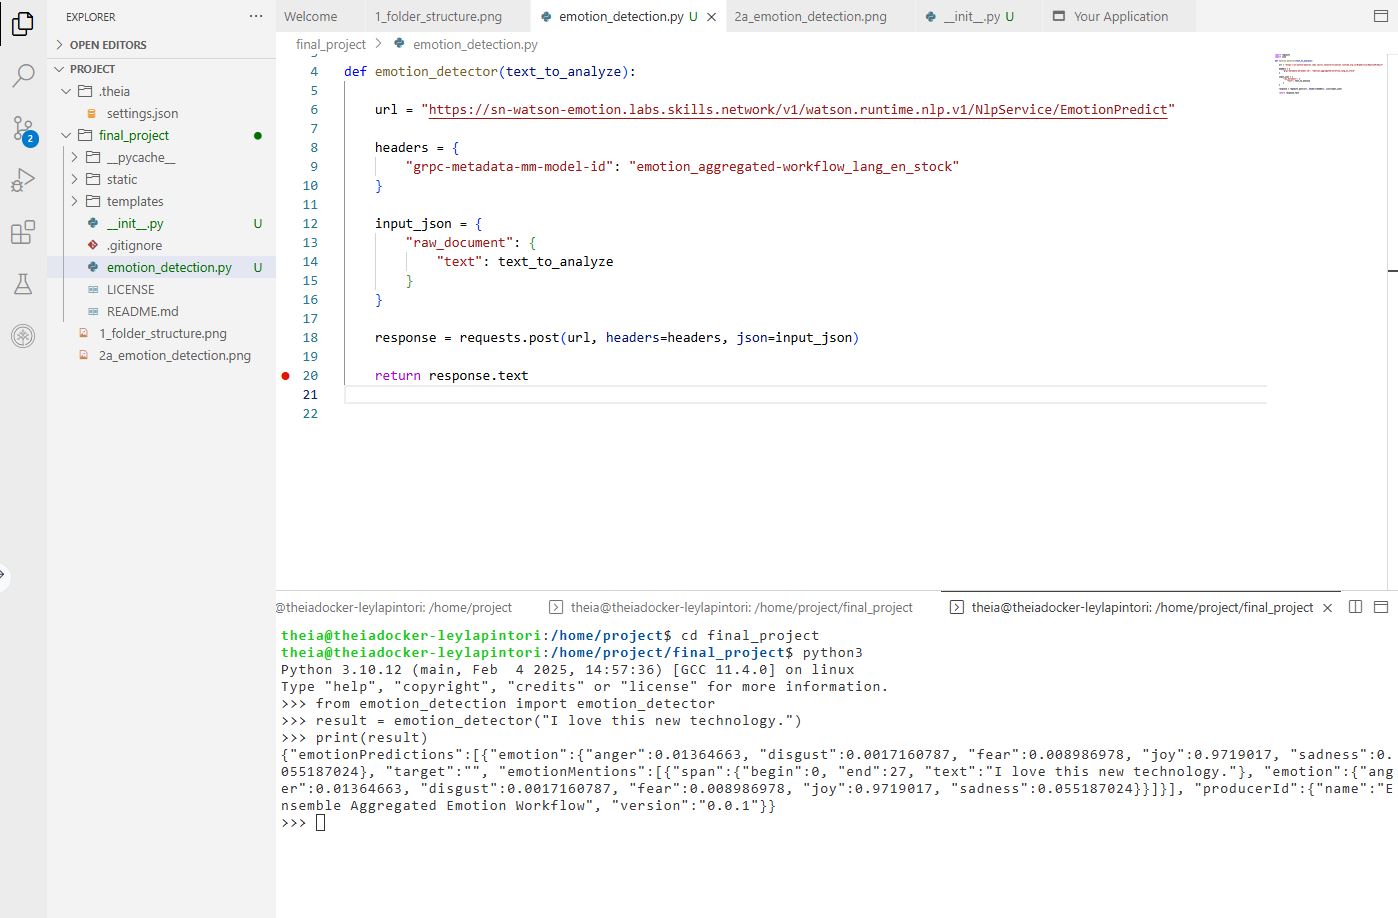 EXPLORER
OPEN EDITORS
PROJECT
.theia
settings.json
final_project
__pycache__
static
templates
__init__.py U
.gitignore
emotion_detection.py U
LICENSE
README.md
1_folder_structure.png
2a_emotion_detection.png
2
Welcome 1_folder_structure.png emotion_detection.py U 2a_emotion_detection.png __init__.py U Your Application
final_project > emotion_detection.py
4 def emotion_detector(text_to_analyze):
5
6 url = "https://sn-watson-emotion.labs.skills.network/v1/watson.runtime.nlp.v1/NlpService/EmotionPredict"
7
8 headers = {
9 "grpc-metadata-mm-model-id": "emotion_aggregated-workflow_lang_en_stock"
10 }
11
12 input_json = {
13 "raw_document": {
14 "text": text_to_analyze
15 }
16 }
17
18 response = requests.post(url, headers=headers, json=input_json)
19
20 return response.text
21
22
@theiadocker-leylapintori: /home/project theia@theiadocker-leylapintori: /home/project/final_project theia@theiadocker-leylapintori: /home/project/final_project
theia@theiadocker-leylapintori:/home/project$ cd final_project
theia@theiadocker-leylapintori:/home/project/final_project$ python3
Python 3.10.12 (main, Feb  4 2025, 14:57:36) [GCC 11.4.0] on linux
Type "help", "copyright", "credits" or "license" for more information.
>>> from emotion_detection import emotion_detector
>>> result = emotion_detector("I love this new technology.")
>>> print(result)
{"emotionPredictions":[{"emotion":{"anger":0.01364663, "disgust":0.0017160787, "fear":0.008986978, "joy":0.9719017, "sadness":0.
055187024}, "target":"", "emotionMentions":[{"span":{"begin":0, "end":27, "text":"I love this new technology."}, "emotion":{"ang
er":0.01364663, "disgust":0.0017160787, "fear":0.008986978, "joy":0.9719017, "sadness":0.055187024}}]}], "producerId":{"name":"E
nsemble Aggregated Emotion Workflow", "version":"0.0.1"}}
>>>